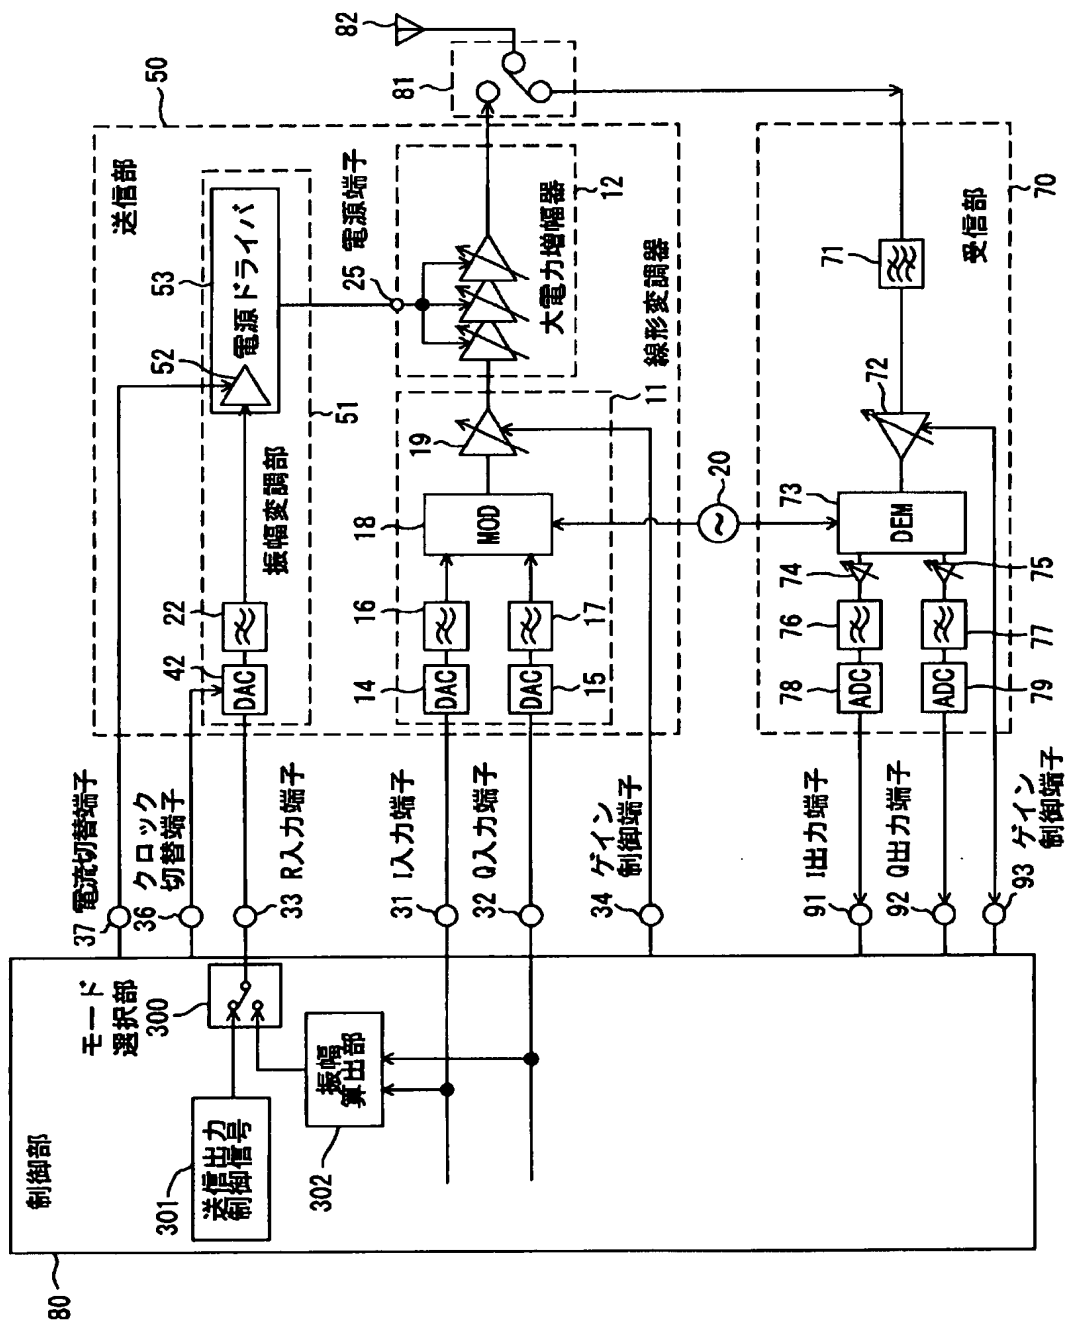 80
制御部
301
送信出力
制御信号
302
振幅
算出部
モード
選択部
300
37 電流切替端子
36 クロック
切替端子
33 R入力端子
31 I入力端子
32 Q入力端子
34 ゲイン
制御端子
91 I出力端子
92 Q出力端子
93 ゲイン
制御端子
50
送信部
42
DAC
22
振幅変調部
51
52
53
電源ドライバ
25 電源端子
14
DAC
16
DAC
15
17
18
MOD
19
11 線形変調器
大電力増幅器
12
20
81
82
70
受信部
71
72
73
DEM
74
75
76
77
78
ADC
ADC
79